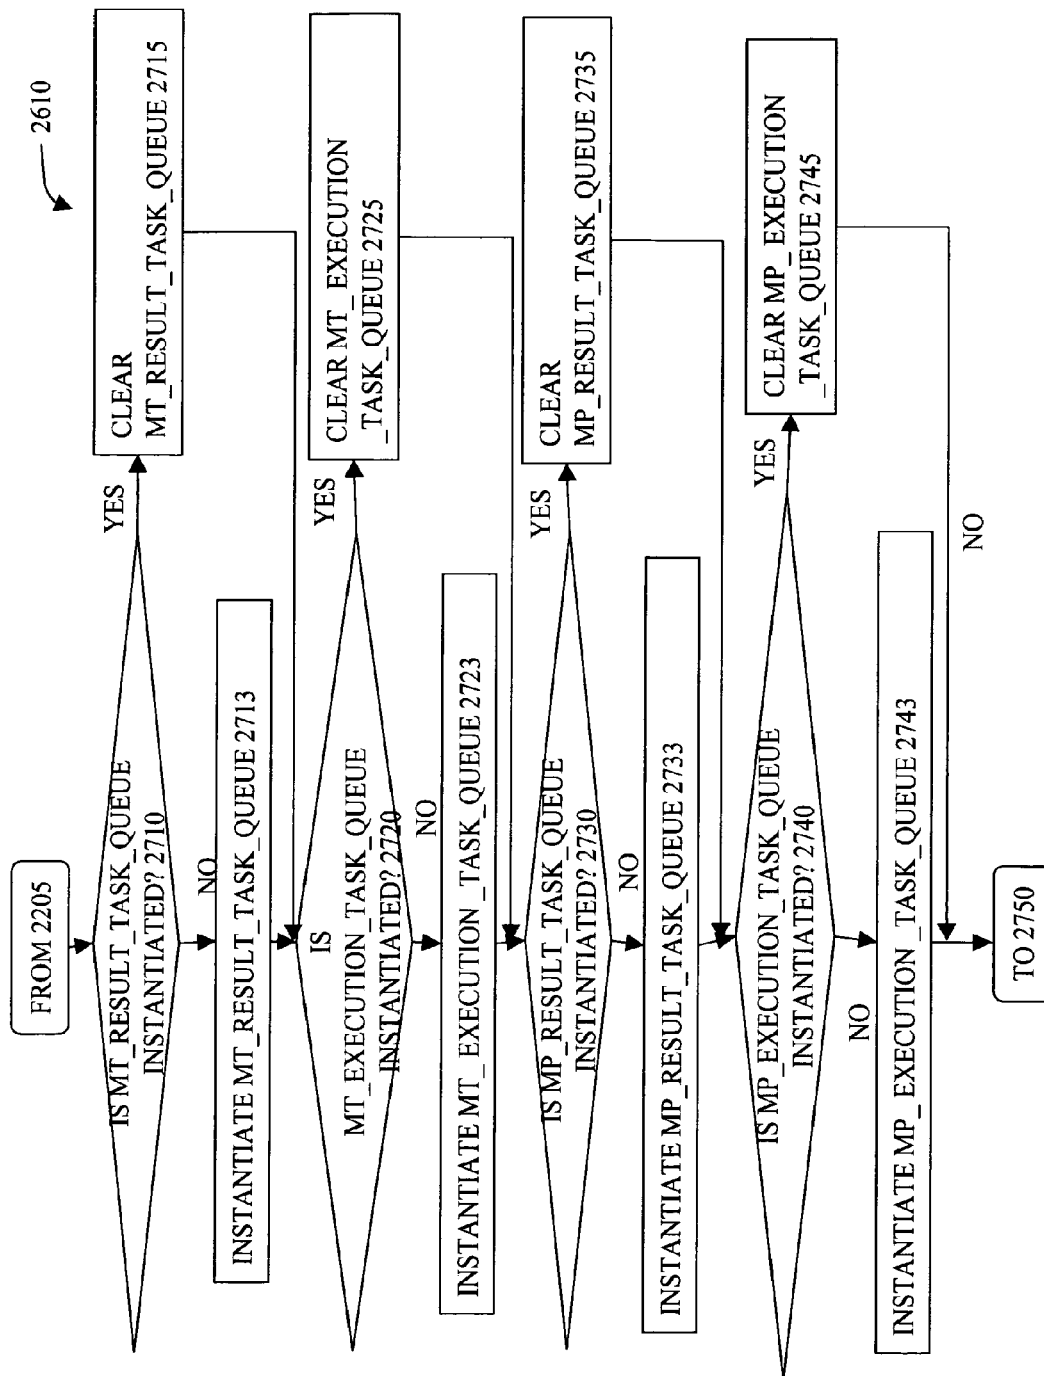 2610
FROM 2205
IS MT_RESULT_TASK_QUEUE
INSTANTIATED? 2710
YES
CLEAR
MT_RESULT_TASK_QUEUE 2715
NO
INSTANTIATE MT_RESULT_TASK_QUEUE 2713
IS
MT_EXECUTION_TASK_QUEUE
INSTANTIATED? 2720
YES
CLEAR MT_EXECUTION
_TASK_QUEUE 2725
NO
INSTANTIATE MT_EXECUTION_TASK_QUEUE 2723
IS MP_RESULT_TASK_QUEUE
INSTANTIATED? 2730
YES
CLEAR
MP_RESULT_TASK_QUEUE 2735
NO
INSTANTIATE MP_RESULT_TASK_QUEUE 2733
IS MP_EXECUTION_TASK_QUEUE
INSTANTIATED? 2740
YES
CLEAR MP_EXECUTION
_TASK_QUEUE 2745
NO
INSTANTIATE MP_EXECUTION_TASK_QUEUE 2743
NO
TO 2750